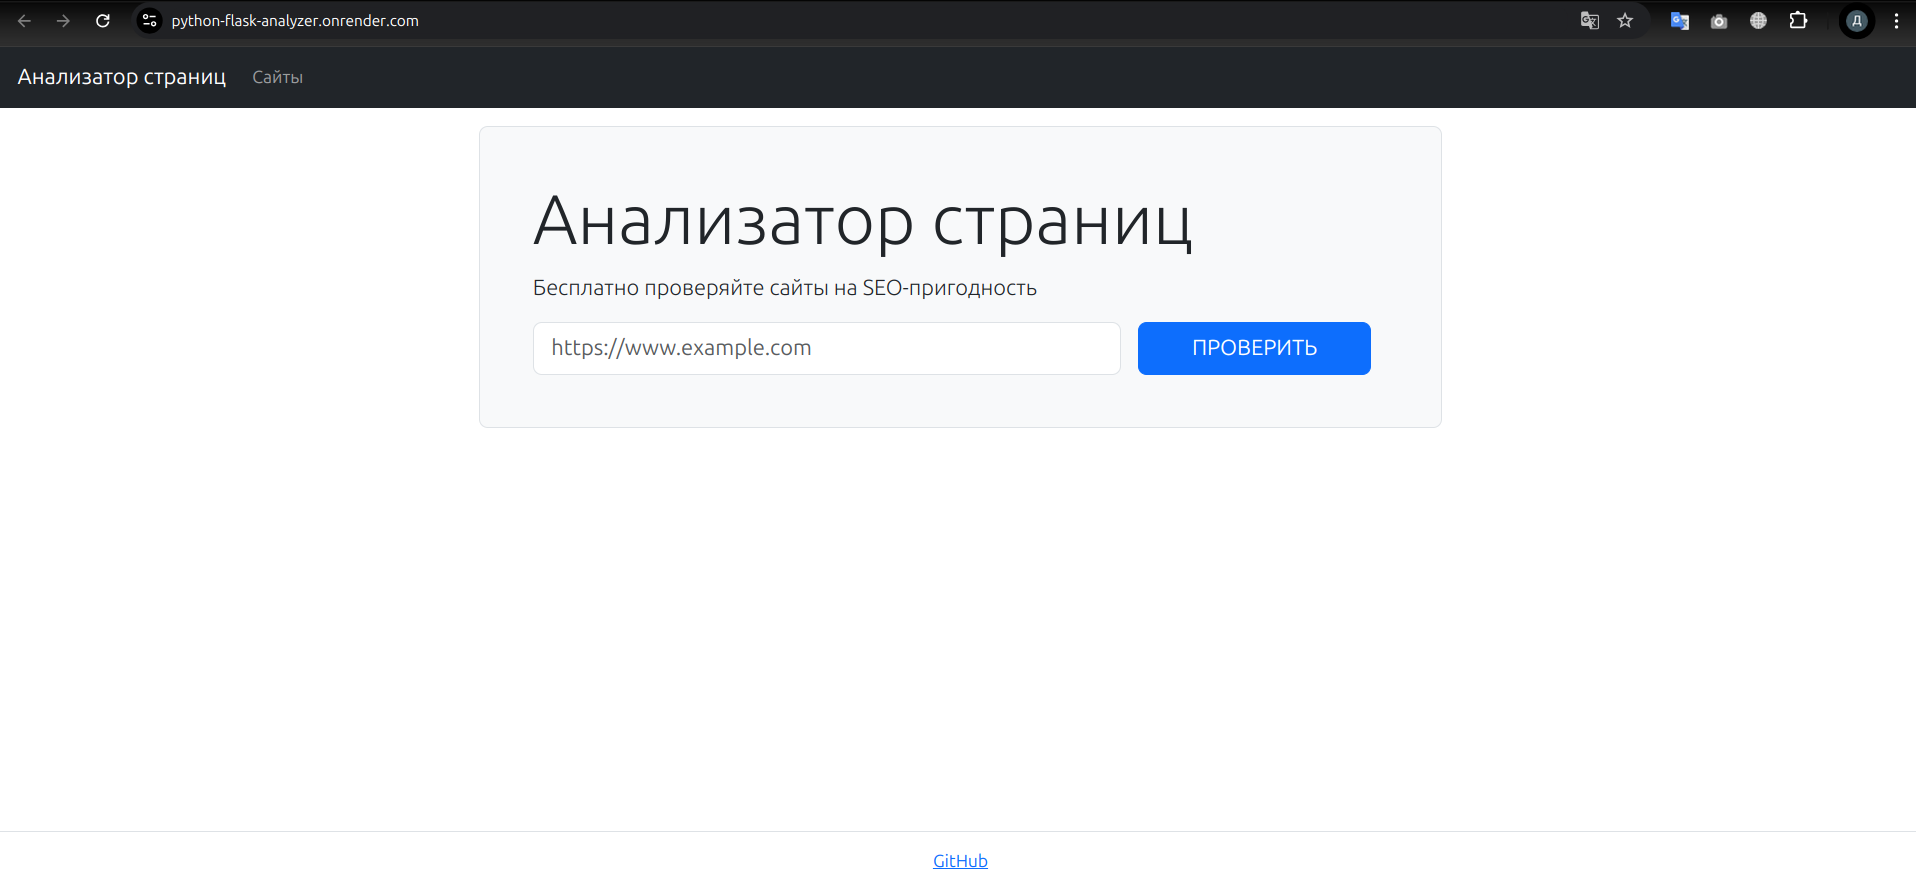 python-flask-analyzer.onrender.com
Д
Анализатор страниц Сайты
Анализатор страниц
Бесплатно проверяйте сайты на SEO-пригодность
https://www.example.com ПРОВЕРИТЬ
GitHub